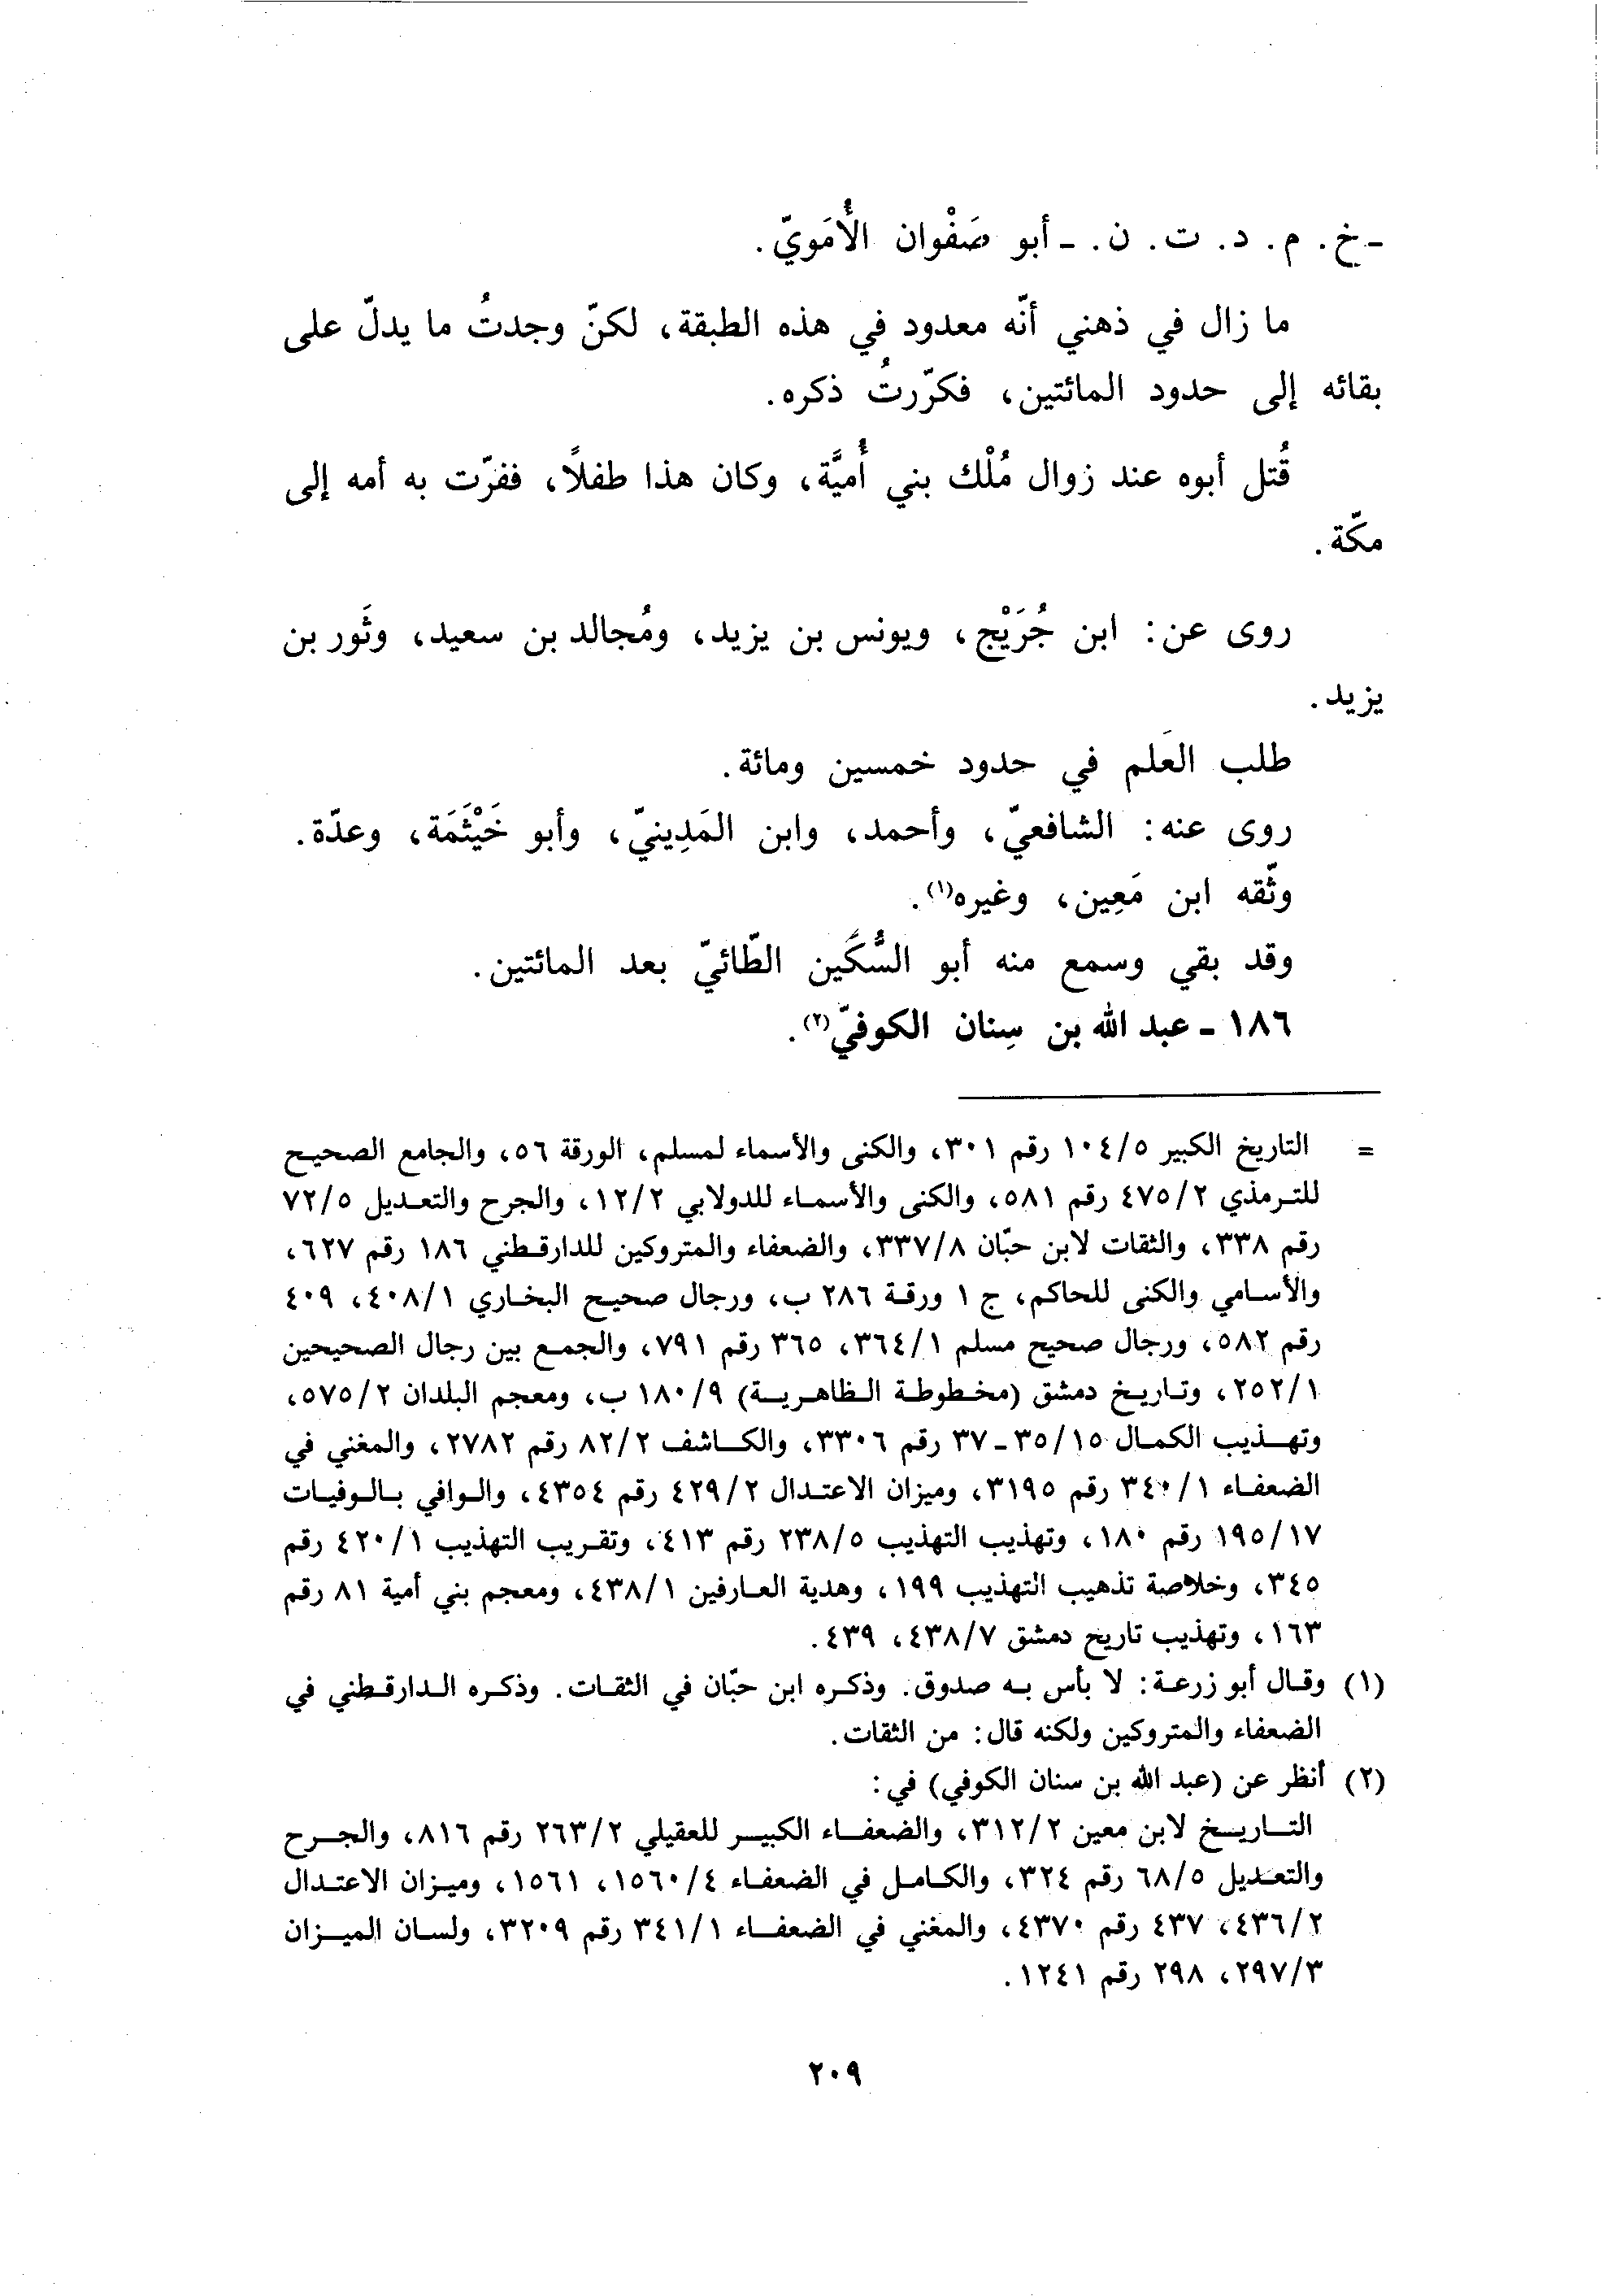 - خ. م. د. ت. ن. - أبو صَفْوان الأُمَويّ.
ما زال في ذهني أنّه معدود في هذه الطبقة، لكنّ وجدتُ ما يدلّ على
بقائه إلى حدود المائتين، فكرّرتُ ذكره.
قُتل أبوه عند زوال مُلْك بني أُميَّة، وكان هذا طفلاً، ففرّت به أمه إلى
مكّة.
روى عن: ابن جُرَيْج، ويونس بن يزيد، ومُجالد بن سعيد، وثَور بن
يزيد.
طلب العَلم في حدود خمسين ومائة.
روى عنه: الشافعيّ، وأحمد، وابن المَدِينيّ، وأبو خَيْثَمَة، وعدّة.
وثّقه ابن مَعِين، وغيره(١).
وقد بقي وسمع منه أبو السُّكَين الطّائيّ بعد المائتين.
١٨٦ - عبد الله بن سِنان الكوفيّ(٢).
= التاريخ الكبير ١٠٤/٥ رقم ٣٠١، والكنى والأسماء لمسلم، الورقة ٥٦، والجامع الصحيح
للترمذي ٤٧٥/٢ رقم ٥٨١، والكنى والأسماء للدولابي ١٢/٢، والجرح والتعديل ٧٢/٥
رقم ٣٣٨، والثقات لابن حبّان ٣٣٧/٨، والضعفاء والمتروكين للدارقطني ١٨٦ رقم ٦٢٧،
والأسامي والكنى للحاكم، ج ١ ورقة ٢٨٦ ب، ورجال صحيح البخاري ٤٠٨/١، ٤٠٩
رقم ٥٨٢، ورجال صحيح مسلم ٣٦٤/١، ٣٦٥ رقم ٧٩١، والجمع بين رجال الصحيحين
٢٥٢/١، وتاريخ دمشق (مخطوطة الظاهرية) ١٨٠/٩ ب، ومعجم البلدان ٥٧٥/٢،
وتهذيب الكمال ٣٥/١٥ - ٣٧ رقم ٣٣٠٦، والكاشف ٨٢/٢ رقم ٢٧٨٢، والمغني في
الضعفاء ٣٤٠/١ رقم ٣١٩٥، وميزان الاعتدال ٤٢٩/٢ رقم ٤٣٥٤، والوافي بالوفيات
١٩٥/١٧ رقم ١٨٠، وتهذيب التهذيب ٢٣٨/٥ رقم ٤١٣، وتقريب التهذيب ٤٢٠/١ رقم
٣٤٥، وخلاصة تذهيب التهذيب ١٩٩، وهدية العارفين ٤٣٨/١، ومعجم بني أمية ٨١ رقم
١٦٣، وتهذيب تاريخ دمشق ٤٣٨/٧، ٤٣٩.
(١) وقال أبو زرعة: لا بأس به صدوق. وذكره ابن حبّان في الثقات. وذكره الدارقطني في
الضعفاء والمتروكين ولكنه قال: من الثقات.
(٢) أنظر عن (عبد الله بن سنان الكوفي) في:
التاريخ لابن معين ٣١٢/٢، والضعفاء الكبير للعقيلي ٢٦٣/٢ رقم ٨١٦، والجرح
والتعديل ٦٨/٥ رقم ٣٢٤، والكامل في الضعفاء ١٥٦٠/٤، ١٥٦١، وميزان الاعتدال
٤٣٦/٢، ٤٣٧ رقم ٤٣٧٠، والمغني في الضعفاء ٣٤١/١ رقم ٣٢٠٩، ولسان الميزان
٢٩٧/٣، ٢٩٨ رقم ١٢٤١.
٢٠٩